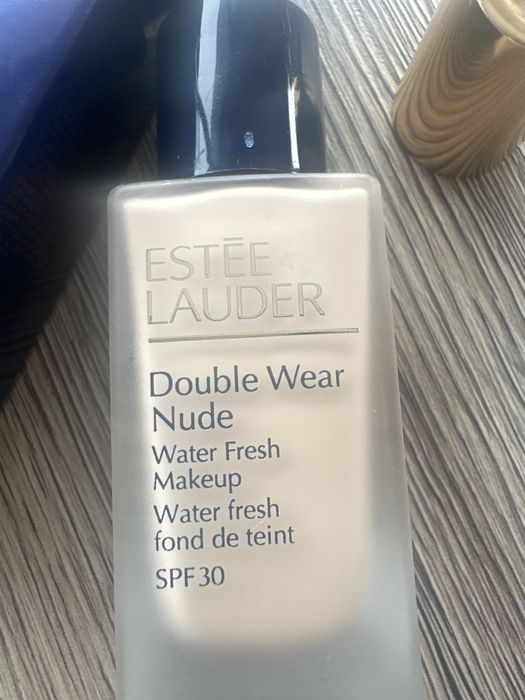 ESTĒE
LAUDER
Double Wear
Nude
Water Fresh
Makeup
Water fresh
fond de teint
SPF 30